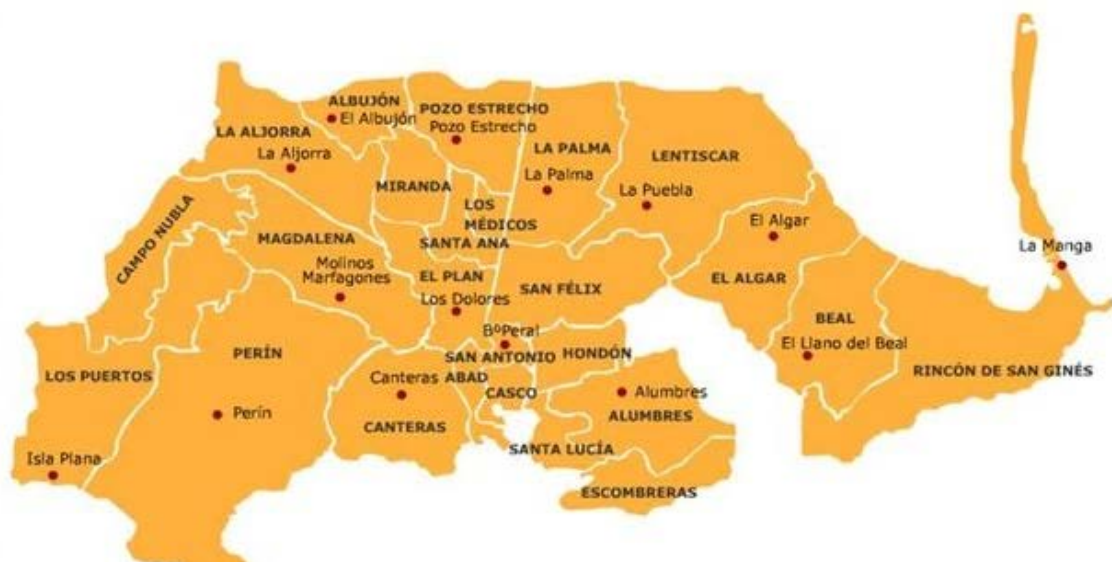 ALBUJÓN
El Albujón
POZO ESTRECHO
Pozo Estrecho
LA ALJORRA
La Aljorra
LA PALMA
La Palma
LENTISCAR
La Puebla
MIRANDA
LOS
MÉDICOS
CAMPO NUBLA
MAGDALENA
Molinos
Marfagones
SANTA ANA
EL PLAN
Los Dolores
SAN FÉLIX
El Algar
EL ALGAR
La Manga
BEAL
El Llano del Beal
RINCÓN DE SAN GINÉS
BºPeral
SAN ANTONIO
ABAD
HONDÓN
PERÍN
Perín
LOS PUERTOS
Isla Plana
Canteras
CANTERAS
CASCO
Alumbres
ALUMBRES
SANTA LUCÍA
ESCOMBRERAS